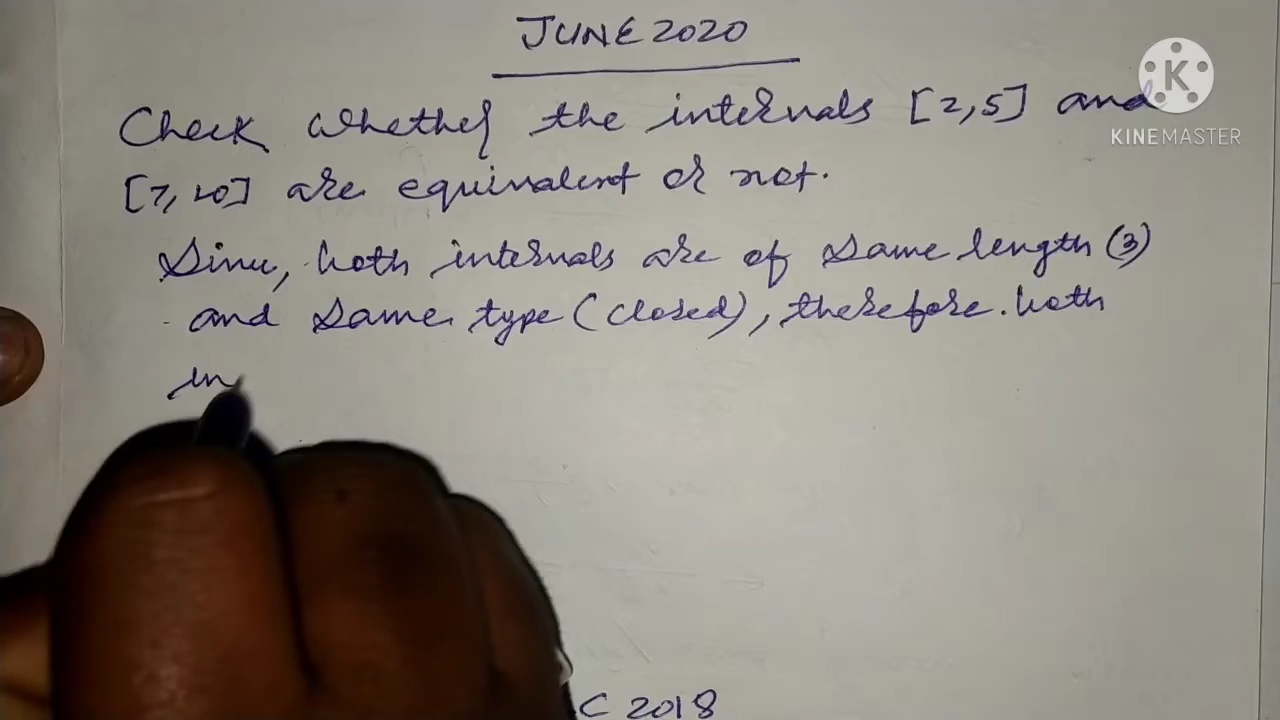 JUNE 2020
Check whether the intervals [2,5] and
[7,10] are equivalent or not.
Since, both intervals are of same length (3)
and same type (closed), therefore both
in
C 2018
K
KINEMASTER